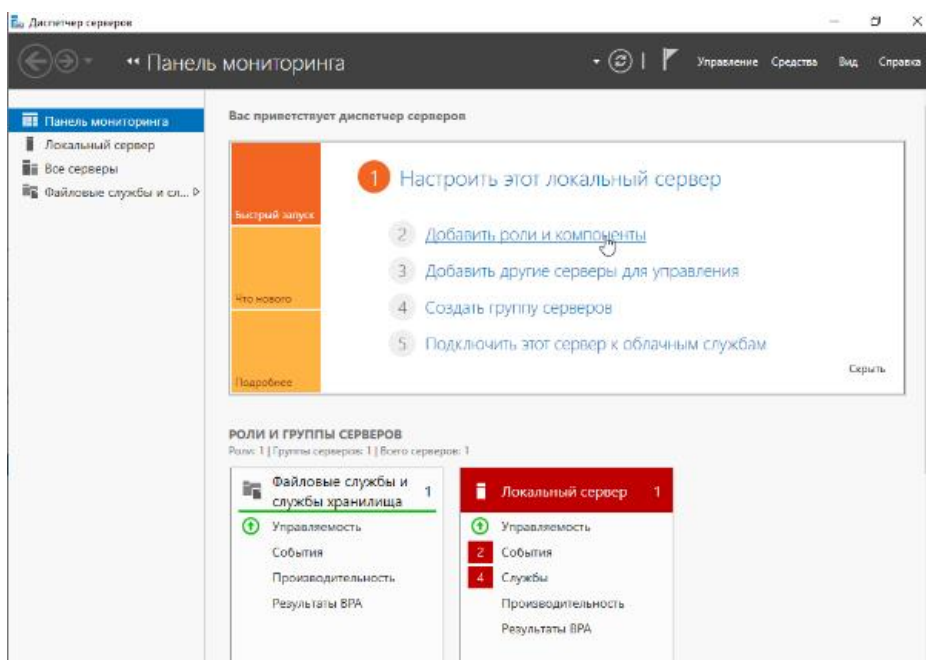 Диспетчер серверов
Панель мониторинга
Управление Средства Вид Справка
Панель мониторинга
Локальный сервер
Все серверы
Файловые службы и сл...
Вас приветствует диспетчер серверов
Быстрый запуск
Что нового
Подробнее
1 Настроить этот локальный сервер
2 Добавить роли и компоненты
3 Добавить другие серверы для управления
4 Создать группу серверов
5 Подключить этот сервер к облачным службам
Скрыть
РОЛИ И ГРУППЫ СЕРВЕРОВ
Роли: 1 | Группы серверов: 1 | Всего серверов: 1
Файловые службы и службы хранилища 1
Управляемость
События
Производительность
Результаты BPA
Локальный сервер 1
Управляемость
2 События
4 Службы
Производительность
Результаты BPA